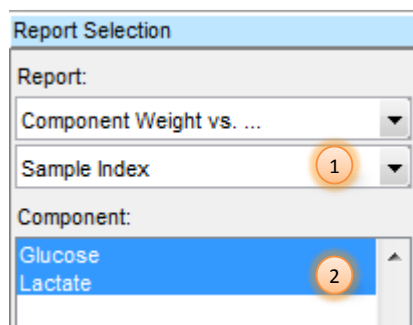 Report Selection
Report:
Component Weight vs. ...
Sample Index 1
Component:
Glucose
Lactate 2